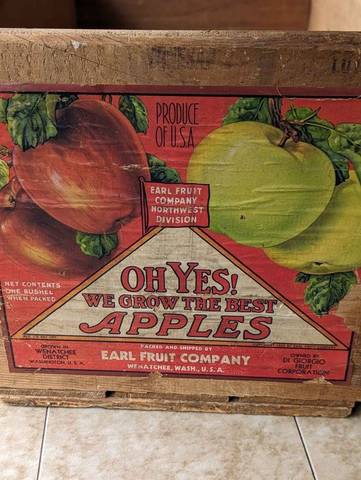 PRODUCE
OF U.S.A
EARL FRUIT
COMPANY
NORTHWEST
DIVISION
OH YES!
WE GROW THE BEST
APPLES
NET CONTENTS
ONE BUSHEL
WHEN PACKED
GROWN IN
WENATCHEE
DISTRICT
WASHINGTON, U.S.A.
PACKED AND SHIPPED BY
EARL FRUIT COMPANY
WENATCHEE, WASH., U.S.A.
OWNED BY
DI GIORGIO
FRUIT
CORPORATION